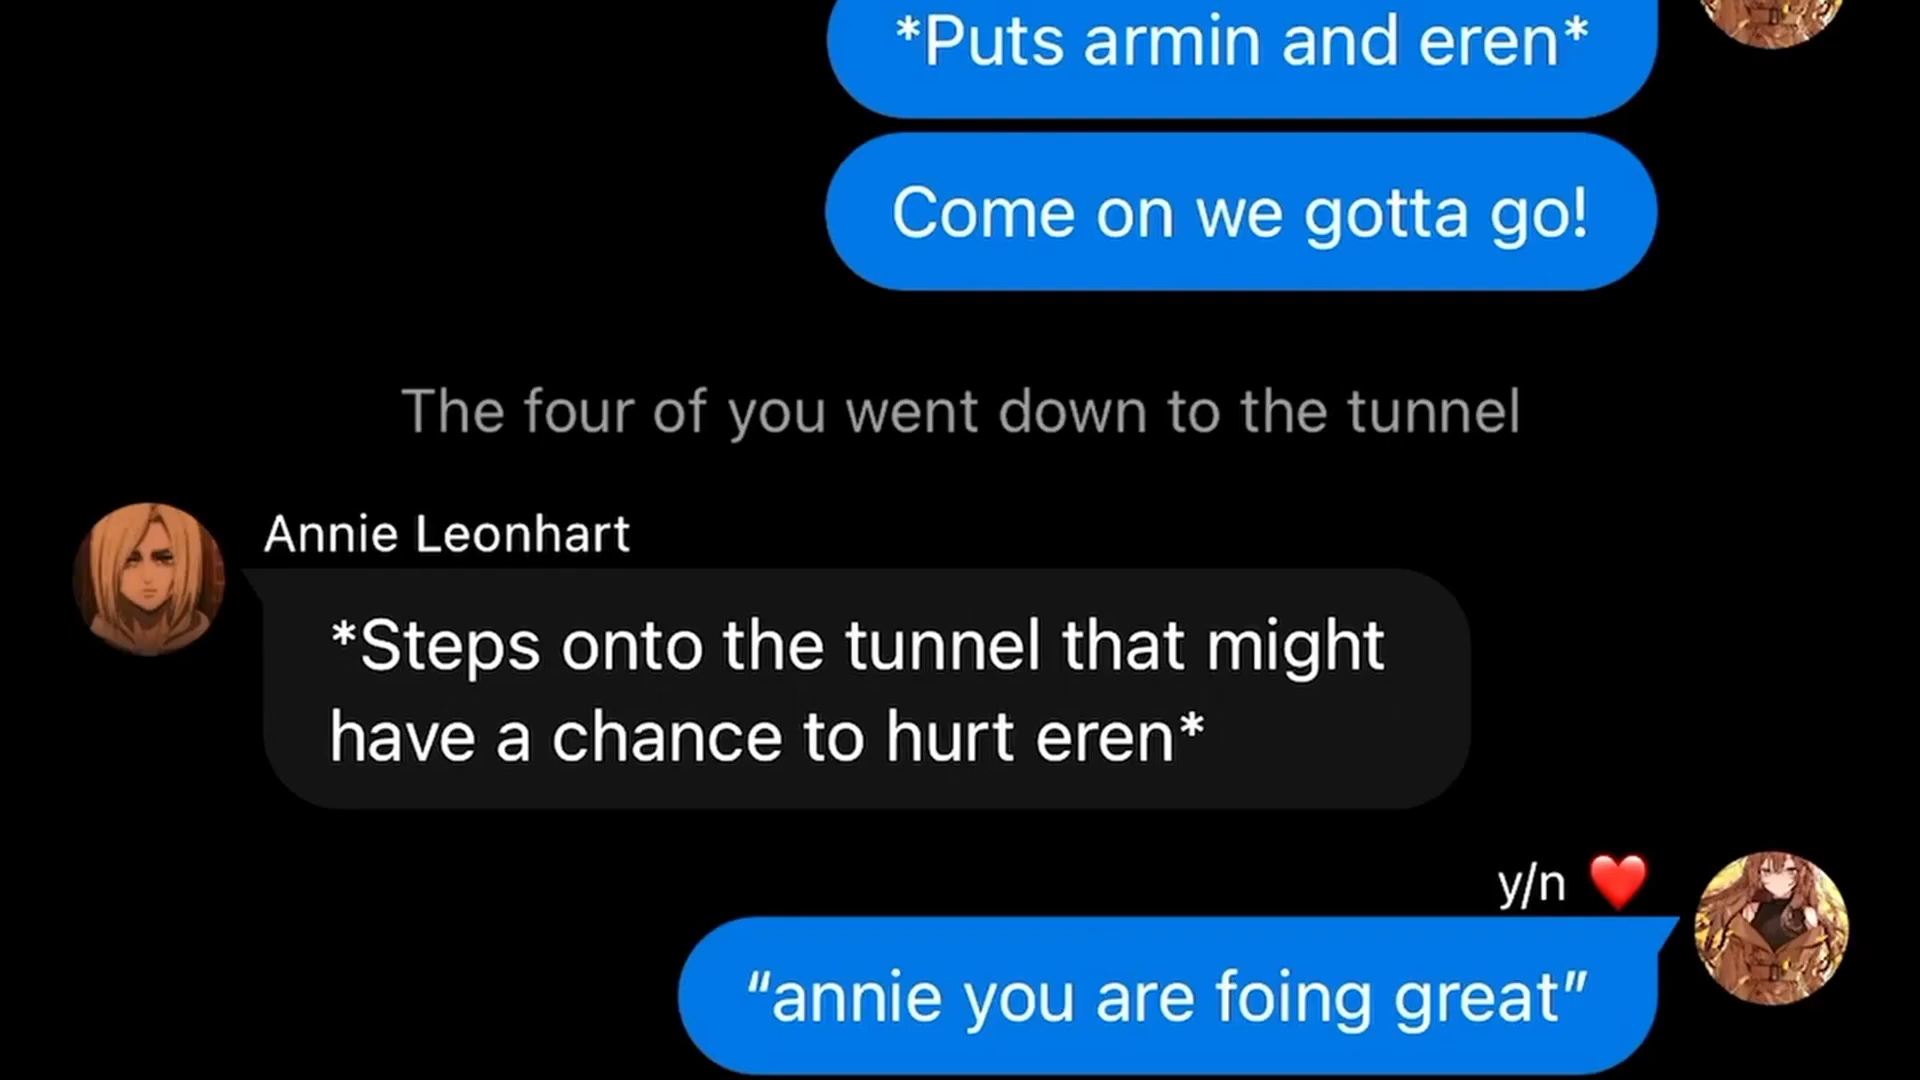 *Puts armin and eren*
Come on we gotta go!
The four of you went down to the tunnel
Annie Leonhart
*Steps onto the tunnel that might
have a chance to hurt eren*
y/n ❤️
“annie you are foing great”